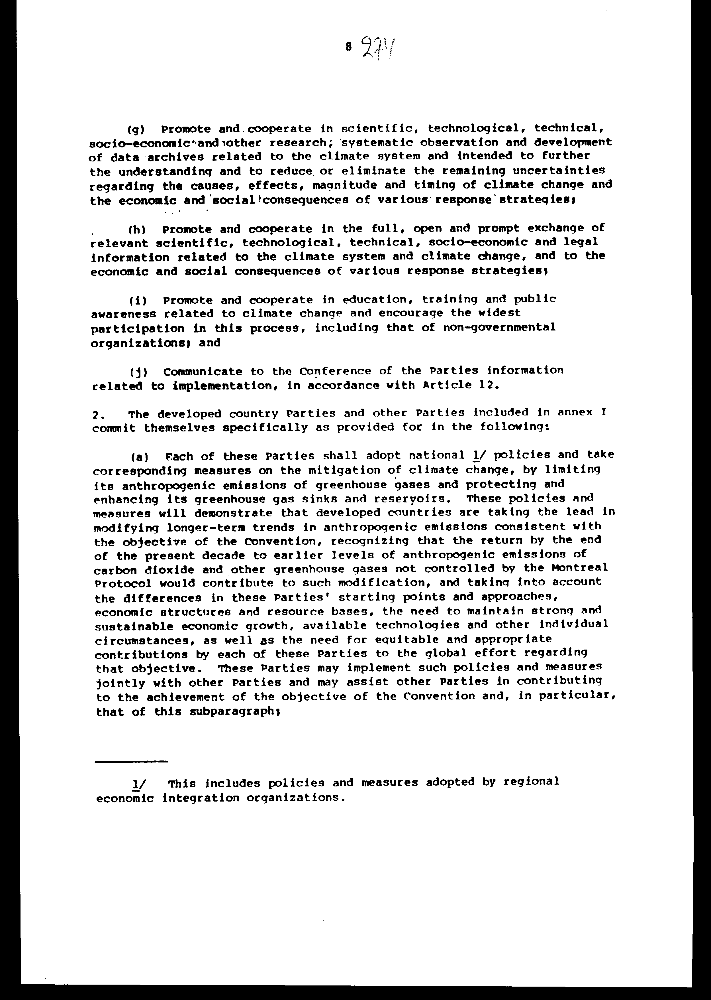 8 274
(g) Promote and cooperate in scientific, technological, technical,
socio-economic and other research; systematic observation and development
of data archives related to the climate system and intended to further
the understanding and to reduce or eliminate the remaining uncertainties
regarding the causes, effects, magnitude and timing of climate change and
the economic and social consequences of various response strategies;
(h) Promote and cooperate in the full, open and prompt exchange of
relevant scientific, technological, technical, socio-economic and legal
information related to the climate system and climate change, and to the
economic and social consequences of various response strategies;
(i) Promote and cooperate in education, training and public
awareness related to climate change and encourage the widest
participation in this process, including that of non-governmental
organizations; and
(j) Communicate to the Conference of the Parties information
related to implementation, in accordance with Article 12.
2. The developed country Parties and other Parties included in annex I
commit themselves specifically as provided for in the following:
(a) Each of these Parties shall adopt national 1/ policies and take
corresponding measures on the mitigation of climate change, by limiting
its anthropogenic emissions of greenhouse gases and protecting and
enhancing its greenhouse gas sinks and reservoirs. These policies and
measures will demonstrate that developed countries are taking the lead in
modifying longer-term trends in anthropogenic emissions consistent with
the objective of the Convention, recognizing that the return by the end
of the present decade to earlier levels of anthropogenic emissions of
carbon dioxide and other greenhouse gases not controlled by the Montreal
Protocol would contribute to such modification, and taking into account
the differences in these Parties' starting points and approaches,
economic structures and resource bases, the need to maintain strong and
sustainable economic growth, available technologies and other individual
circumstances, as well as the need for equitable and appropriate
contributions by each of these Parties to the global effort regarding
that objective. These Parties may implement such policies and measures
jointly with other Parties and may assist other Parties in contributing
to the achievement of the objective of the Convention and, in particular,
that of this subparagraph;
1/ This includes policies and measures adopted by regional
economic integration organizations.